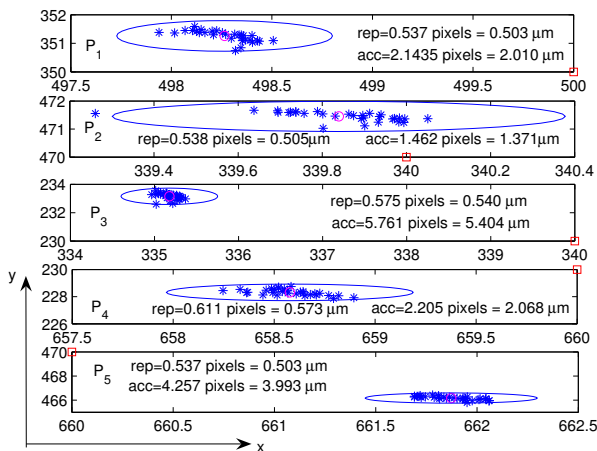 352
351
350
P1
rep=0.537 pixels = 0.503 µm
acc=2.1435 pixels = 2.010 µm
497.5 498 498.5 499 499.5 500
472
471
470
P2
rep=0.538 pixels = 0.505µm acc=1.462 pixels = 1.371µm
339.4 339.6 339.8 340 340.2 340.4
234
233
232
231
230
P3
rep=0.575 pixels = 0.540 µm
acc=5.761 pixels = 5.404 µm
334 335 336 337 338 339 340
y
230
228
226
P4
rep=0.611 pixels = 0.573 µm acc=2.205 pixels = 2.068 µm
657.5 658 658.5 659 659.5 660
470
468
466
P5
rep=0.537 pixels = 0.503 µm
acc=4.257 pixels = 3.993 µm
660 660.5 661 661.5 662 662.5
x